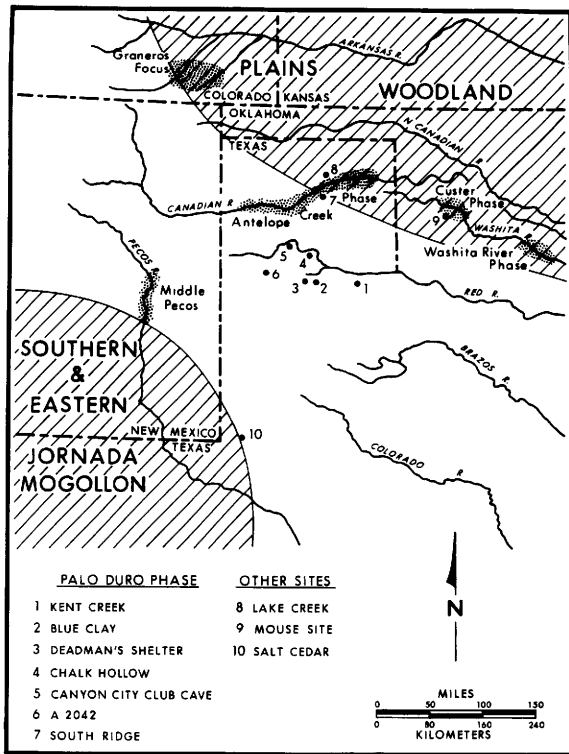 ARKANSAS R.
Graneros
Focus
PLAINS
WOODLAND
COLORADO KANSAS
OKLAHOMA
TEXAS
N CANADIAN R
8
7
Phase
Creek
Antelope
CANADIAN R.
Custer
Phase
9
WASHITA R.
Washita River
Phase
PECOS R.
5
4
6
3
2
1
RED R.
Middle
Pecos
SOUTHERN
&
EASTERN
BRAZOS R.
NEW MEXICO
TEXAS
10
JORNADA
MOGOLLON
COLORADO R
PALO DURO PHASE
1 KENT CREEK
2 BLUE CLAY
3 DEADMAN'S SHELTER
4 CHALK HOLLOW
5 CANYON CITY CLUB CAVE
6 A 2042
7 SOUTH RIDGE
OTHER SITES
8 LAKE CREEK
9 MOUSE SITE
10 SALT CEDAR
N
MILES
0 50 100 150
0 80 160 240
KILOMETERS